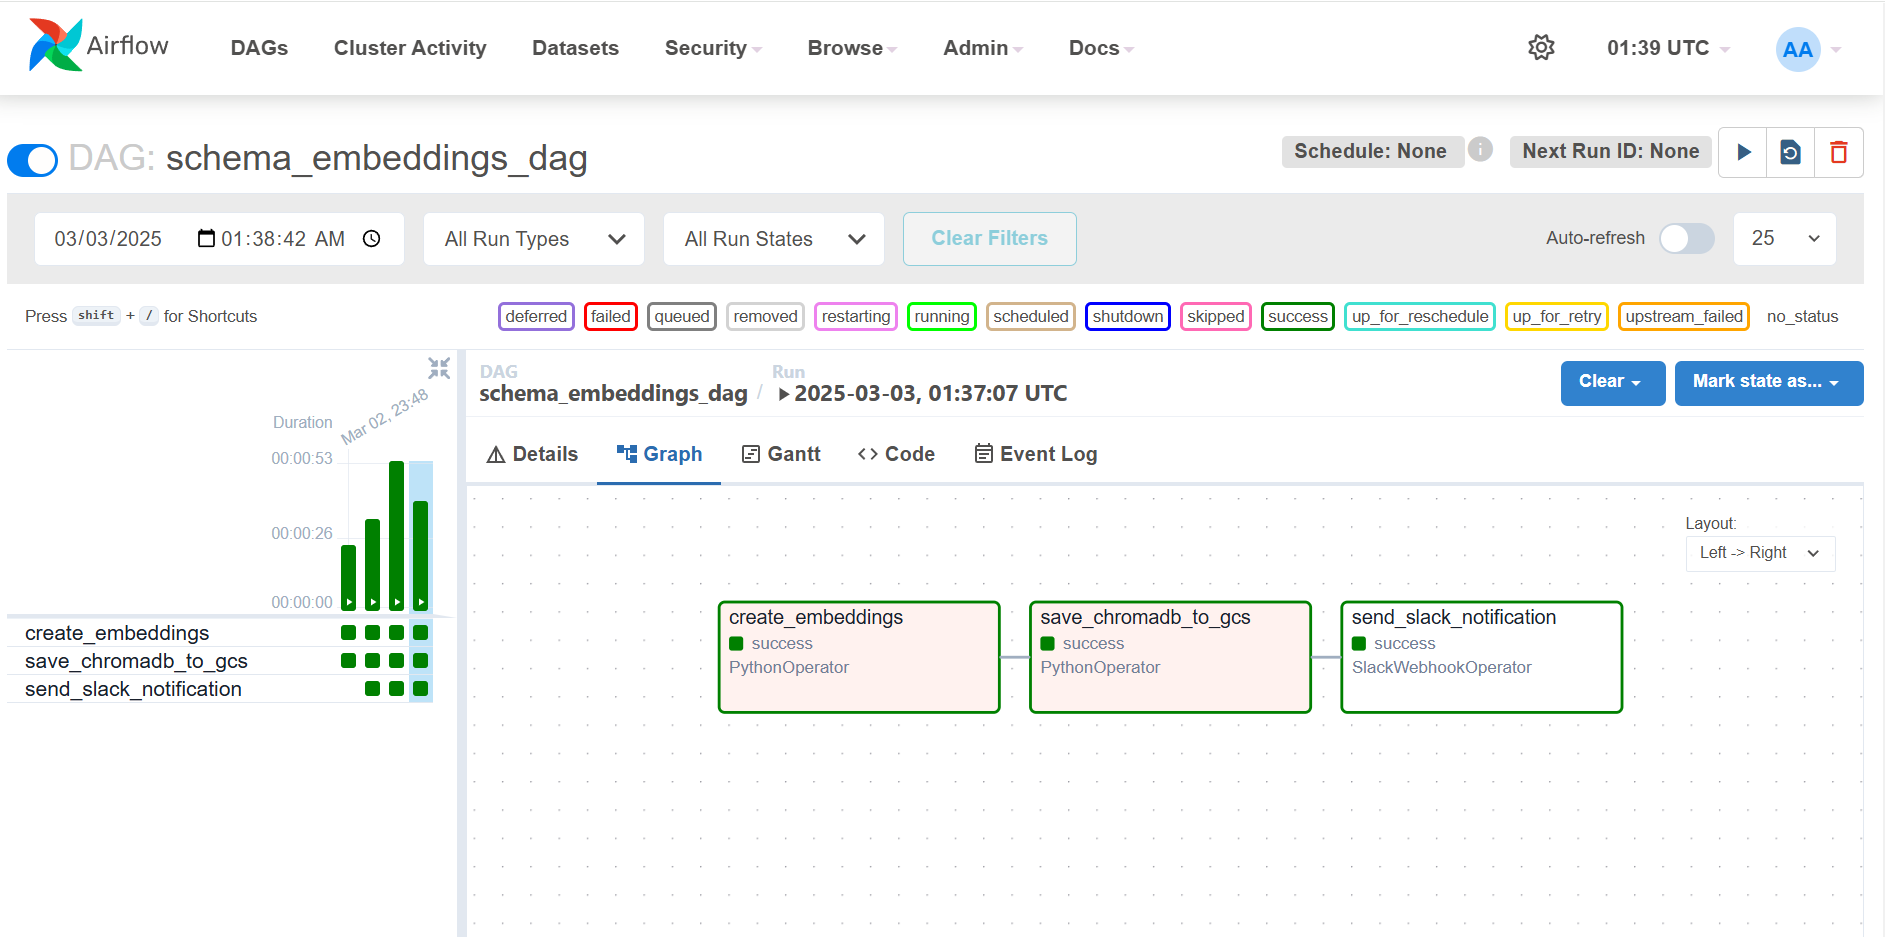 Airflow DAGs Cluster Activity Datasets Security Browse Admin Docs 01:39 UTC AA
DAG: schema_embeddings_dag Schedule: None i Next Run ID: None
03/03/2025 01:38:42 AM All Run Types All Run States Clear Filters Auto-refresh 25
Press shift + / for Shortcuts deferred failed queued removed restarting running scheduled shutdown skipped success up_for_reschedule up_for_retry upstream_failed no_status
DAG Run
schema_embeddings_dag / 2025-03-03, 01:37:07 UTC Clear Mark state as...
Mar 02, 23:48
Duration
00:00:53
00:00:26
00:00:00
create_embeddings
save_chromadb_to_gcs
send_slack_notification
Details Graph Gantt Code Event Log
Layout:
Left -> Right
create_embeddings
success
PythonOperator
save_chromadb_to_gcs
success
PythonOperator
send_slack_notification
success
SlackWebhookOperator